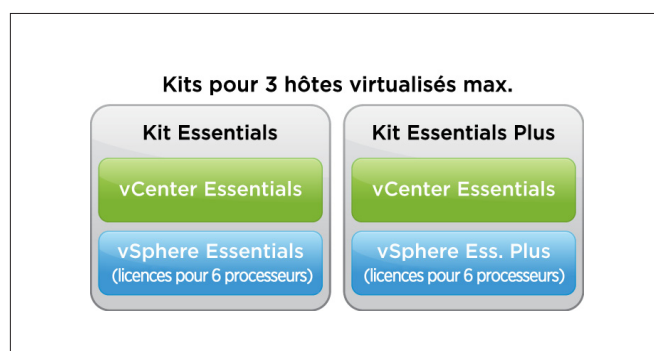 Kits pour 3 hôtes virtualisés max.
Kit Essentials
vCenter Essentials
vSphere Essentials
(licences pour 6 processeurs)
Kit Essentials Plus
vCenter Essentials
vSphere Ess. Plus
(licences pour 6 processeurs)